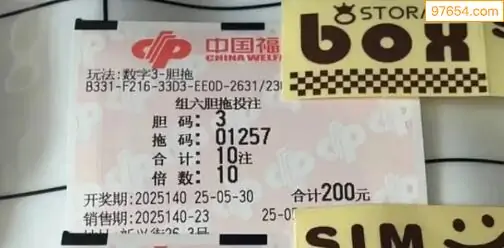 97654.com
STORA
box
中国福
CHINA WELF
玩法:数字3-胆拖
B331-F216-33D3-EE0D-2631/230
组六胆拖投注
胆 码: 3
拖 码: 01257
合 计: 10注
倍 数: 10
开奖期: 2025140 25-05-30 合计200元
销售期: 2025140-23 25-05
SIM